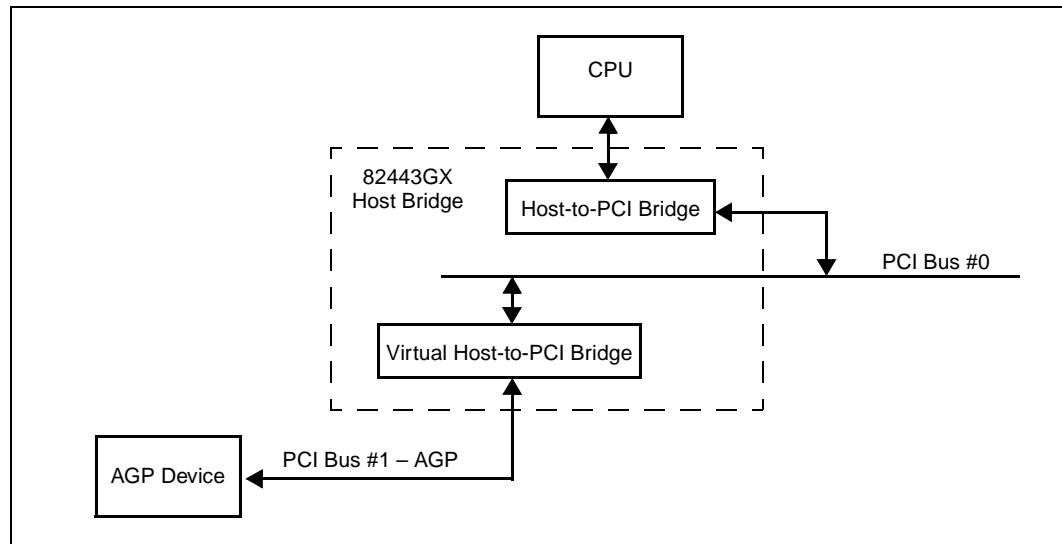 CPU
82443GX
Host Bridge
Host-to-PCI Bridge
PCI Bus #0
Virtual Host-to-PCI Bridge
PCI Bus #1 – AGP
AGP Device